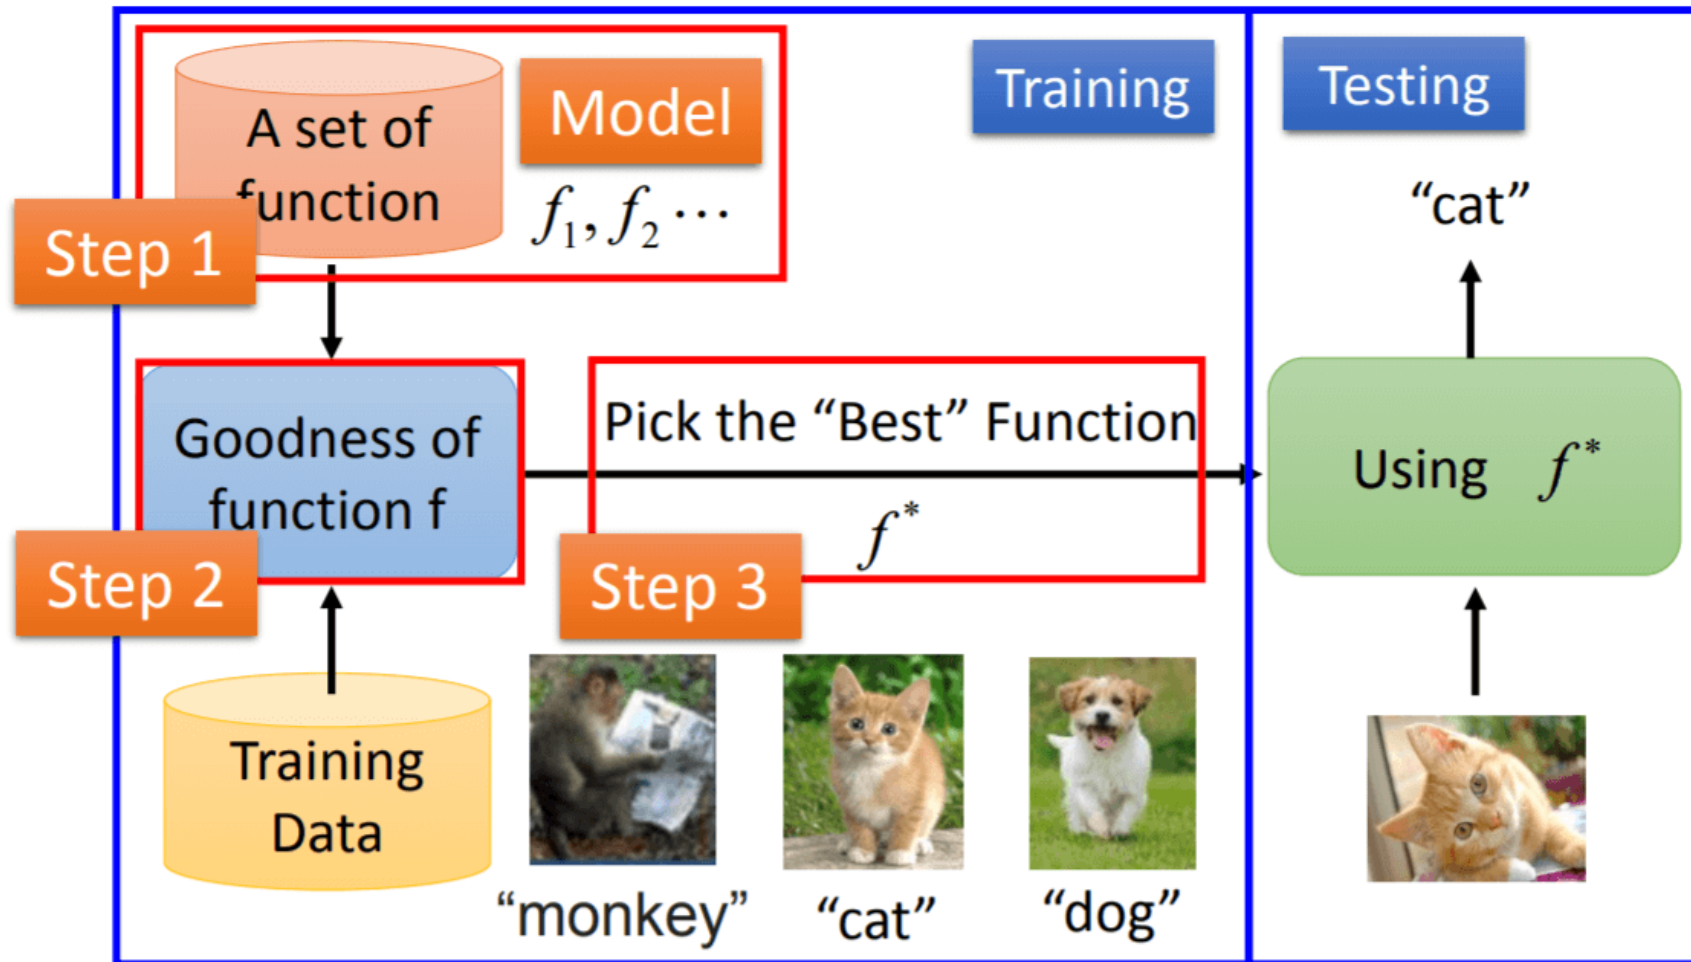 A set of
function
Model
f₁, f₂ ⋯
Training
Testing
Step 1
“cat”
Goodness of
function f
Pick the “Best” Function
f*
Using f*
Step 2
Step 3
Training
Data
“monkey”
“cat”
“dog”